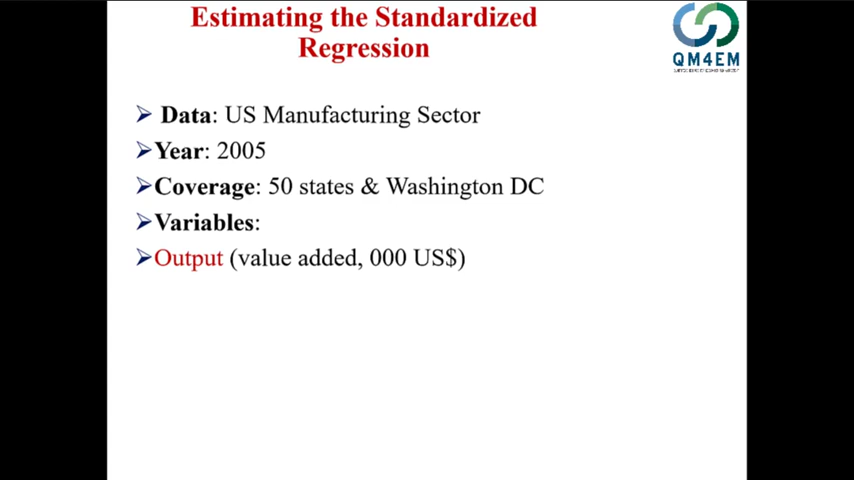 Estimating the Standardized
Regression
QM4EM
➢ Data: US Manufacturing Sector
➢Year: 2005
➢Coverage: 50 states & Washington DC
➢Variables:
➢Output (value added, 000 US$)